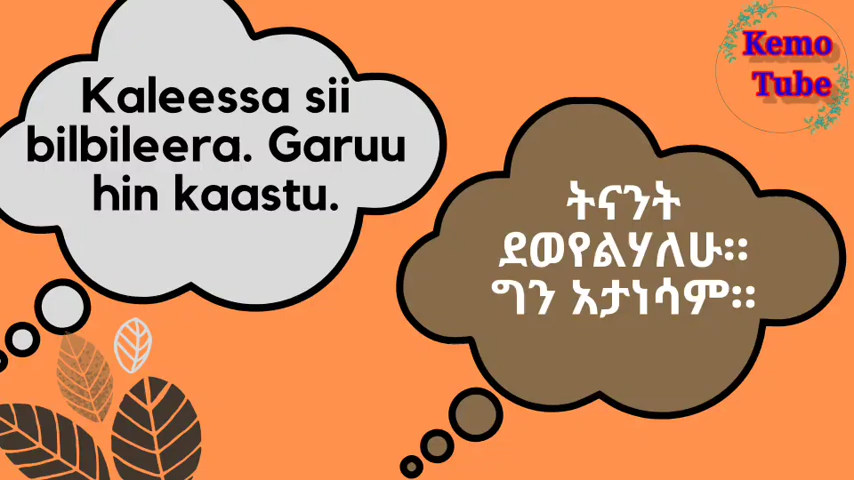 Kaleessa sii
bilbileera. Garuu
hin kaastu.
Kemo
Tube
ትናንት
ደወየልሃለሁ።
ግን አታነሳም።